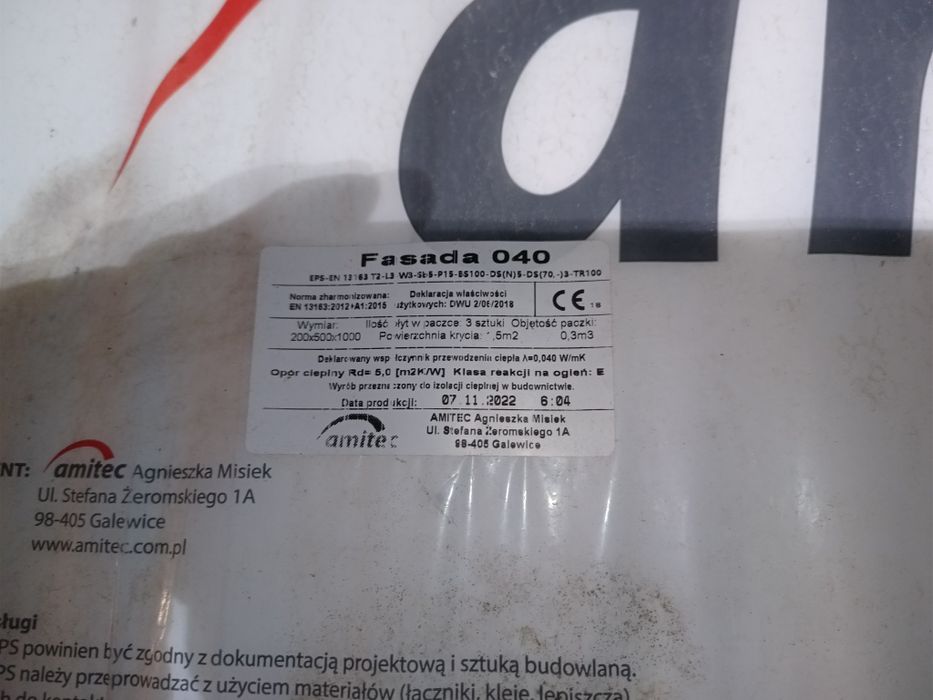 Fasada 040
EPS-EN 13163 T2-L3-W3-Sb5-P15-BS100-DS(N)5-DS(70,-)3-TR100
Norma zharmonizowana:
EN 13163:2012+A1:2015
Deklaracja właściwości
użytkowych: DWU 2/06/2018
CE 18
Wymiar:
200x500x1000
Ilość płyt w paczce: 3 sztuki
Powierzchnia krycia: 1,5m2
Objętość paczki:
0,3m3
Deklarowany współczynnik przewodzenia ciepła λ=0,040 W/mK
Opór cieplny Rd= 5,0 [m2K/W] Klasa reakcji na ogień: E
Wyrób przeznaczony do izolacji cieplnej w budownictwie.
Data produkcji: 07.11.2022 6:04
amitec
AMITEC Agnieszka Misiek
Ul. Stefana Żeromskiego 1A
98-405 Galewice
NT: amitec Agnieszka Misiek
Ul. Stefana Żeromskiego 1A
98-405 Galewice
www.amitec.com.pl
ługi
PS powinien być zgodny z dokumentacją projektową i sztuką budowlaną.
PS należy przeprowadzać z użyciem materiałów (łączniki, kleje, lepiszcza)